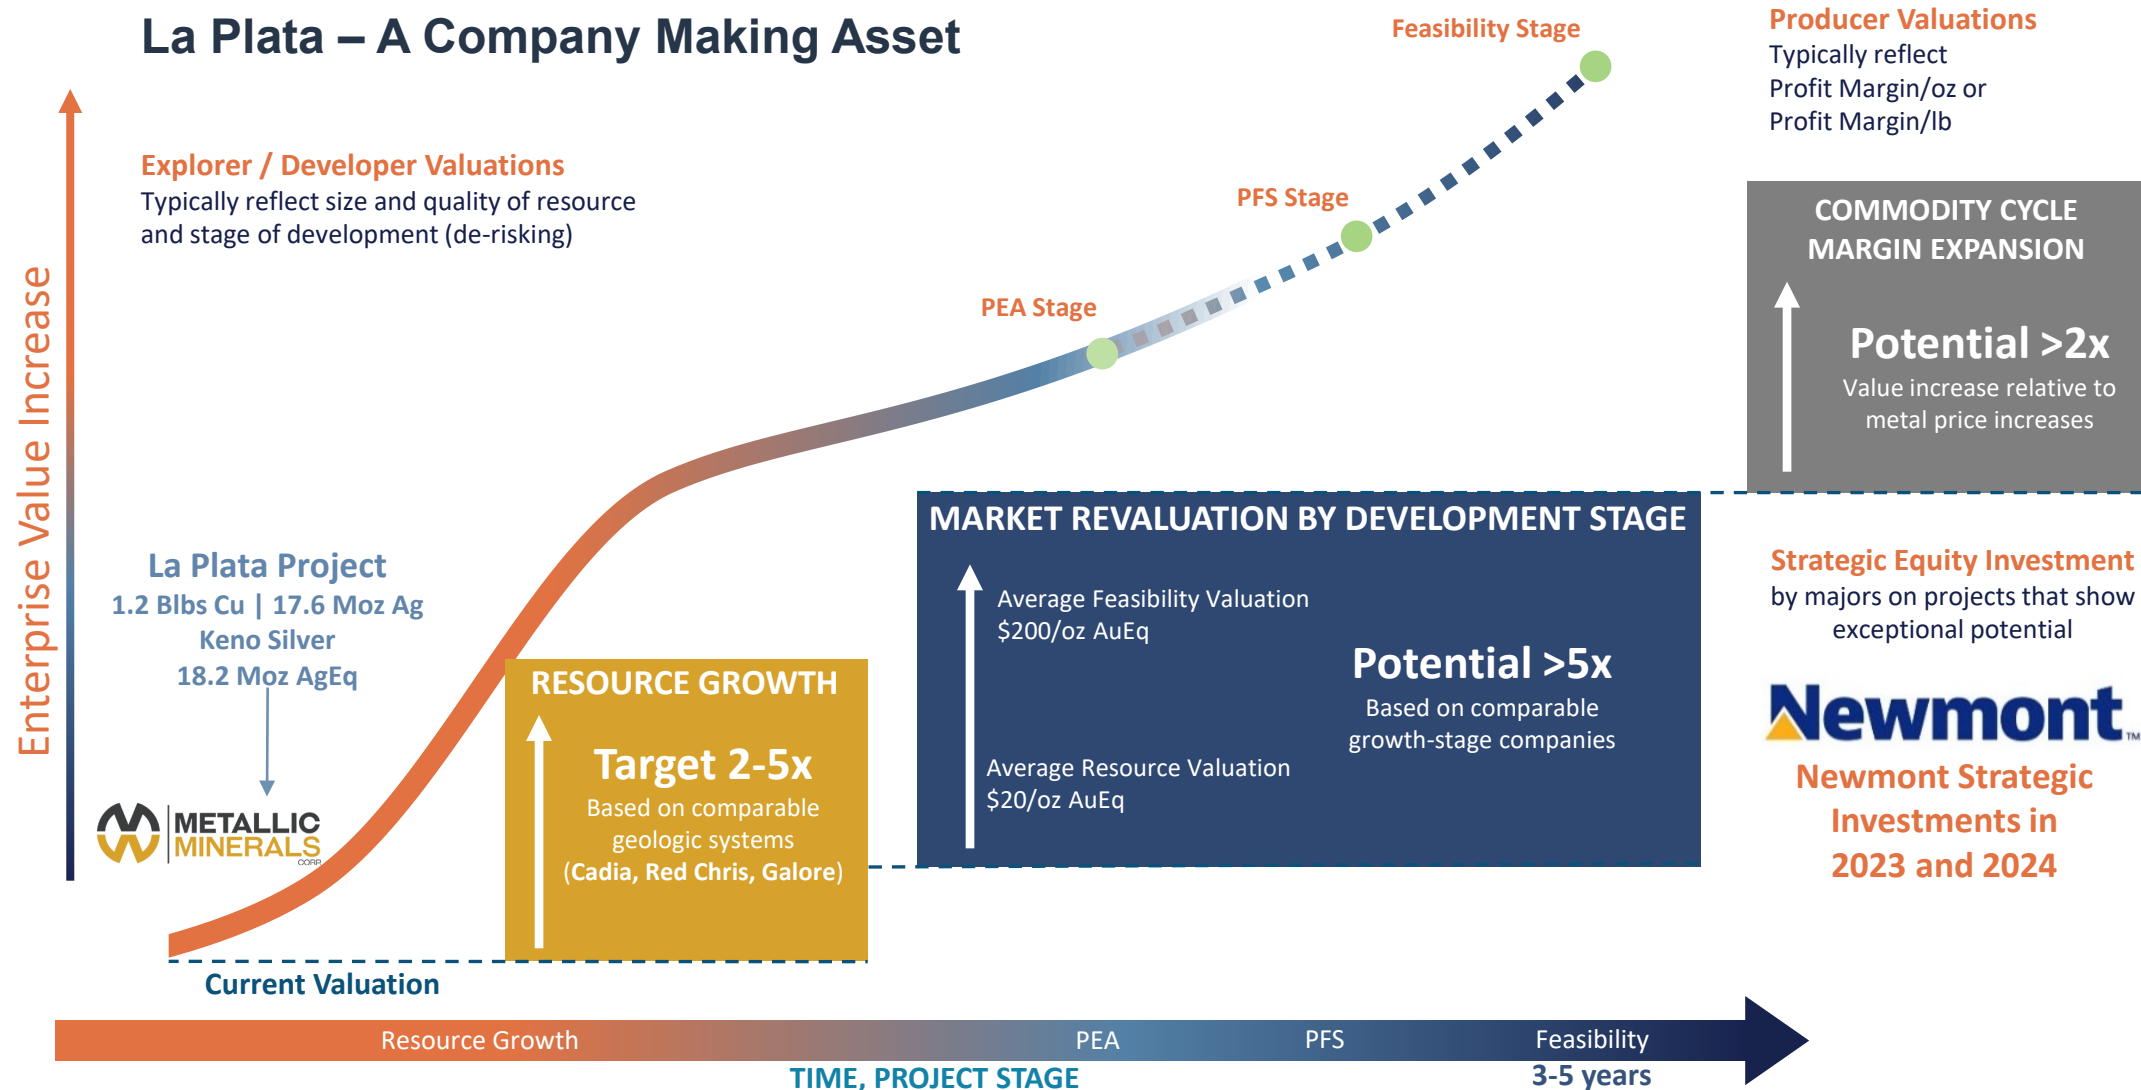 La Plata – A Company Making Asset
Feasibility Stage
Producer Valuations
Typically reflect
Profit Margin/oz or
Profit Margin/lb
Explorer / Developer Valuations
Typically reflect size and quality of resource
and stage of development (de-risking)
PFS Stage
COMMODITY CYCLE
MARGIN EXPANSION
Potential >2x
Value increase relative to
metal price increases
PEA Stage
Enterprise Value Increase
MARKET REVALUATION BY DEVELOPMENT STAGE
Average Feasibility Valuation
$200/oz AuEq
Potential >5x
Based on comparable
growth-stage companies
Average Resource Valuation
$20/oz AuEq
La Plata Project
1.2 Blbs Cu | 17.6 Moz Ag
Keno Silver
18.2 Moz AgEq
METALLIC
MINERALS
CORP
RESOURCE GROWTH
Target 2-5x
Based on comparable
geologic systems
(Cadia, Red Chris, Galore)
Strategic Equity Investment
by majors on projects that show
exceptional potential
Newmont™
Newmont Strategic
Investments in
2023 and 2024
Current Valuation
Resource Growth
PEA
PFS
Feasibility
TIME, PROJECT STAGE
3-5 years